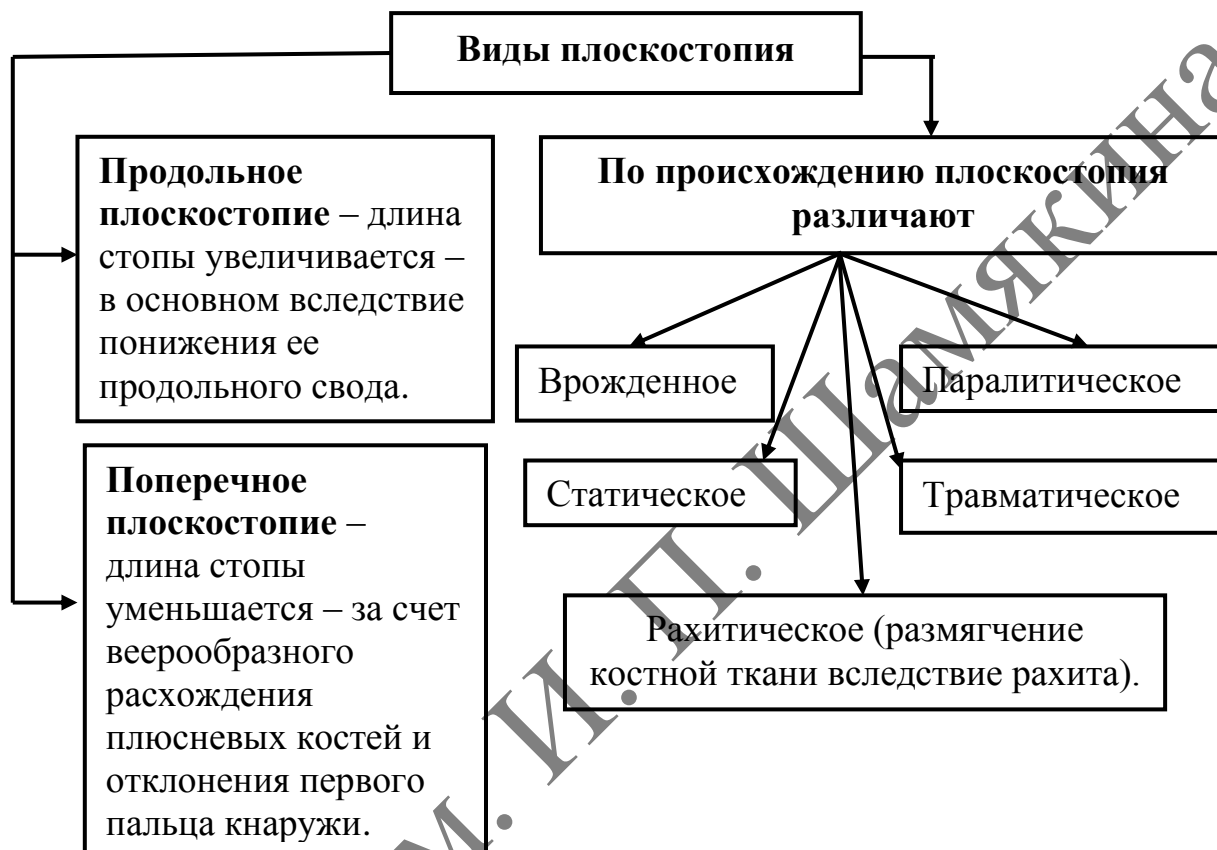 Виды плоскостопия
Продольное
плоскостопие – длина
стопы увеличивается –
в основном вследствие
понижения ее
продольного свода.
Поперечное
плоскостопие –
длина стопы
уменьшается – за счет
веерообразного
расхождения
плюсневых костей и
отклонения первого
пальца кнаружи.
По происхождению плоскостопия
различают
Врожденное
Паралитическое
Статическое
Травматическое
Рахитическое (размягчение
костной ткани вследствие рахита).
м. И. П. Шамякина